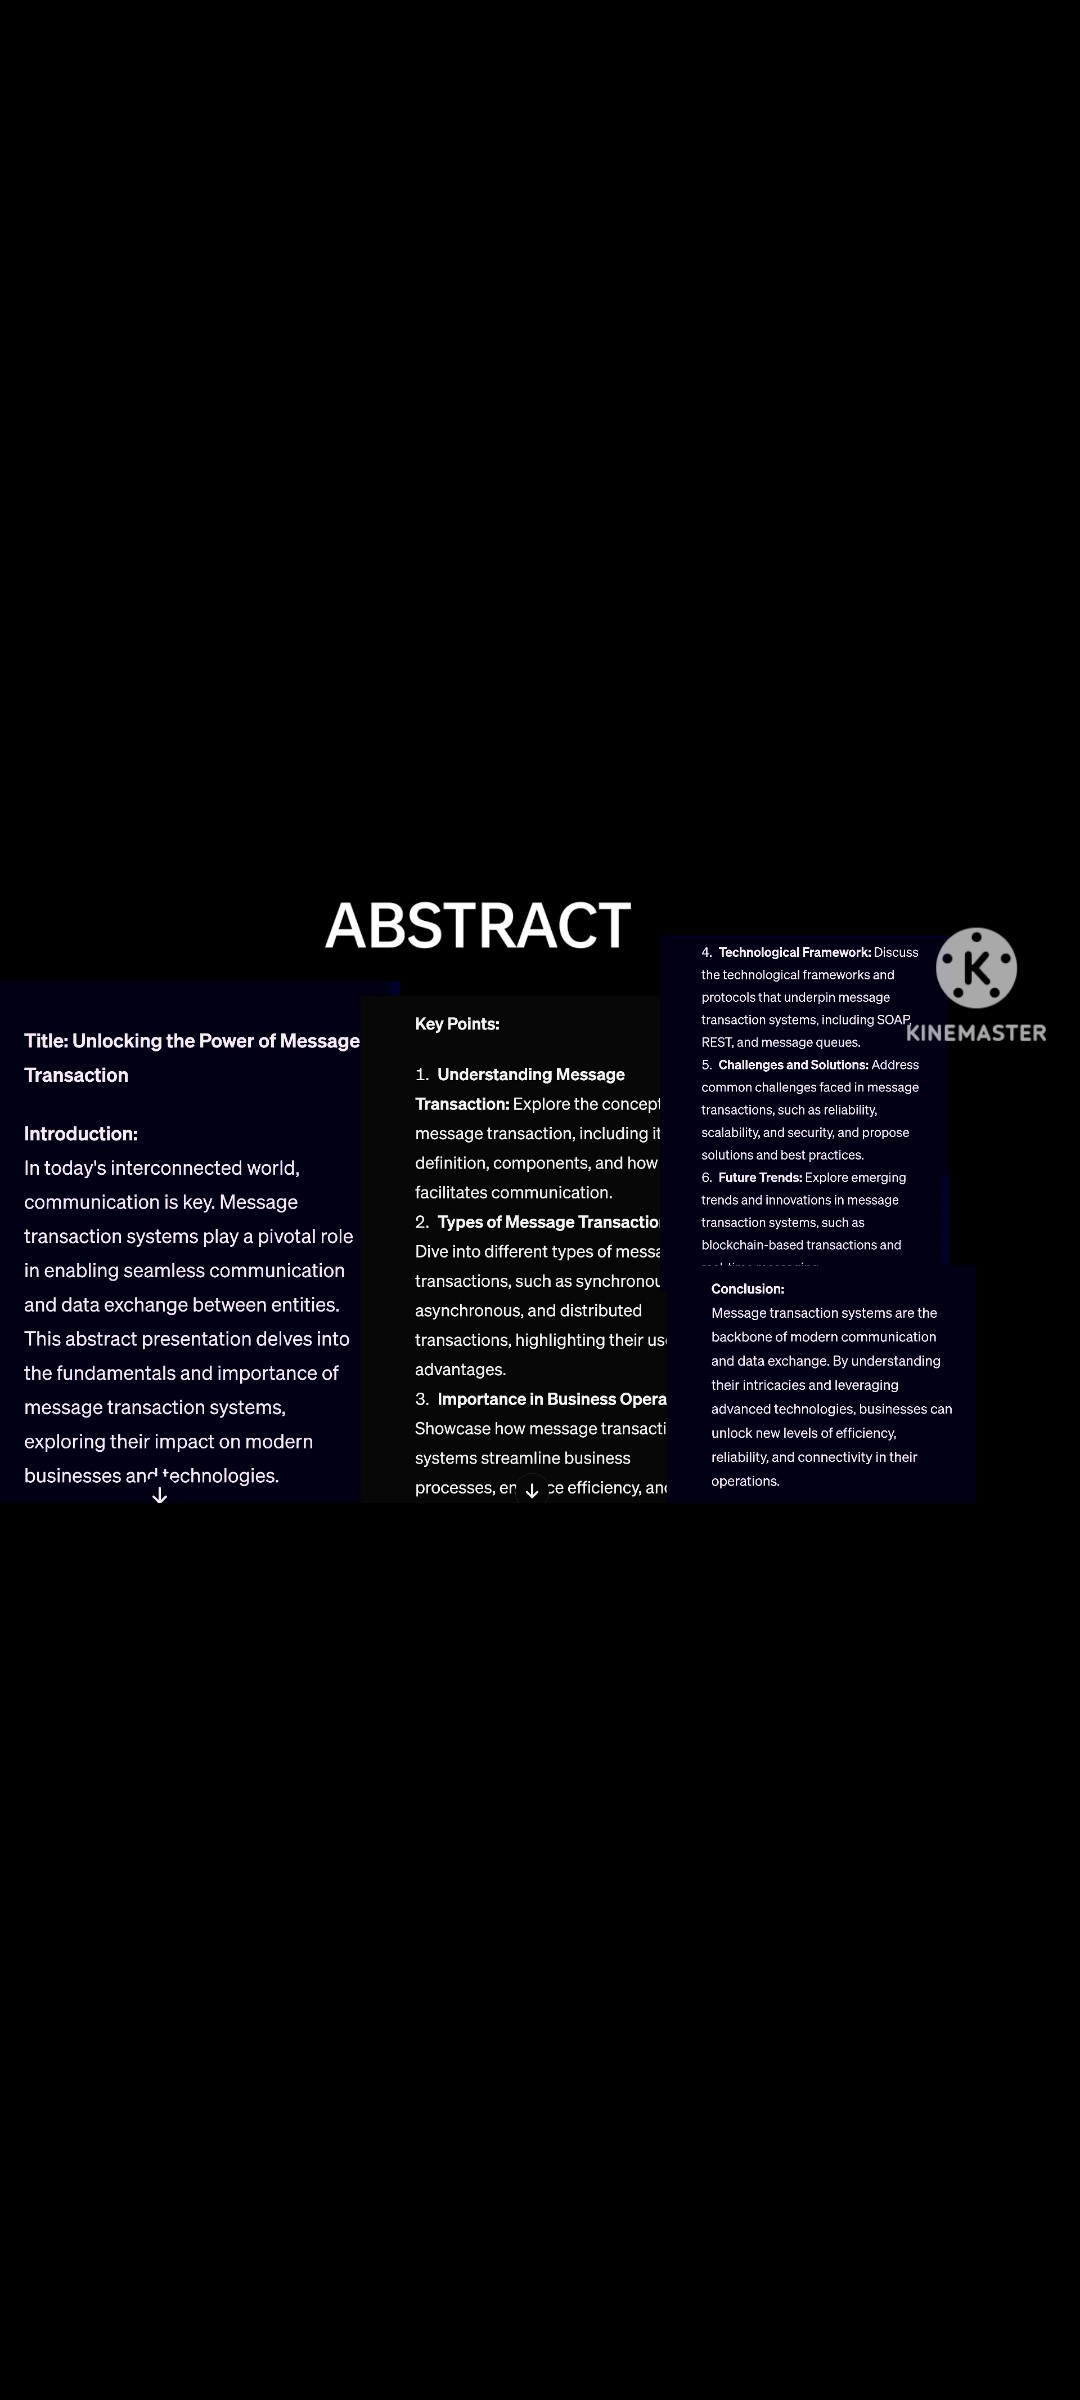 ABSTRACT
Title: Unlocking the Power of Message
Transaction
Introduction:
In today's interconnected world,
communication is key. Message
transaction systems play a pivotal role
in enabling seamless communication
and data exchange between entities.
This abstract presentation delves into
the fundamentals and importance of
message transaction systems,
exploring their impact on modern
businesses and technologies.
Key Points:
1. Understanding Message
Transaction: Explore the concept
message transaction, including
definition, components, and how
facilitates communication.
2. Types of Message
Dive into different types of
transactions, such as
asynchronous, and distributed
transactions, highlighting their
advantages.
3. Importance in Business
Showcase how message
systems streamline business
processes, efficiency,
4. Technological Framework: Discuss
the technological frameworks and
protocols that underpin message
transaction systems, including SOAP,
REST, and message queues.
5. Challenges and Solutions: Address
common challenges faced in message
transactions, such as reliability,
scalability, and security, and propose
solutions and best practices.
6. Future Trends: Explore emerging
trends and innovations in message
transaction systems, such as
blockchain-based transactions and
Conclusion:
Message transaction systems are the
backbone of modern communication
and data exchange. By understanding
their intricacies and leveraging
advanced technologies, businesses can
unlock new levels of efficiency,
reliability, and connectivity in their
operations.
K
KINEMASTER